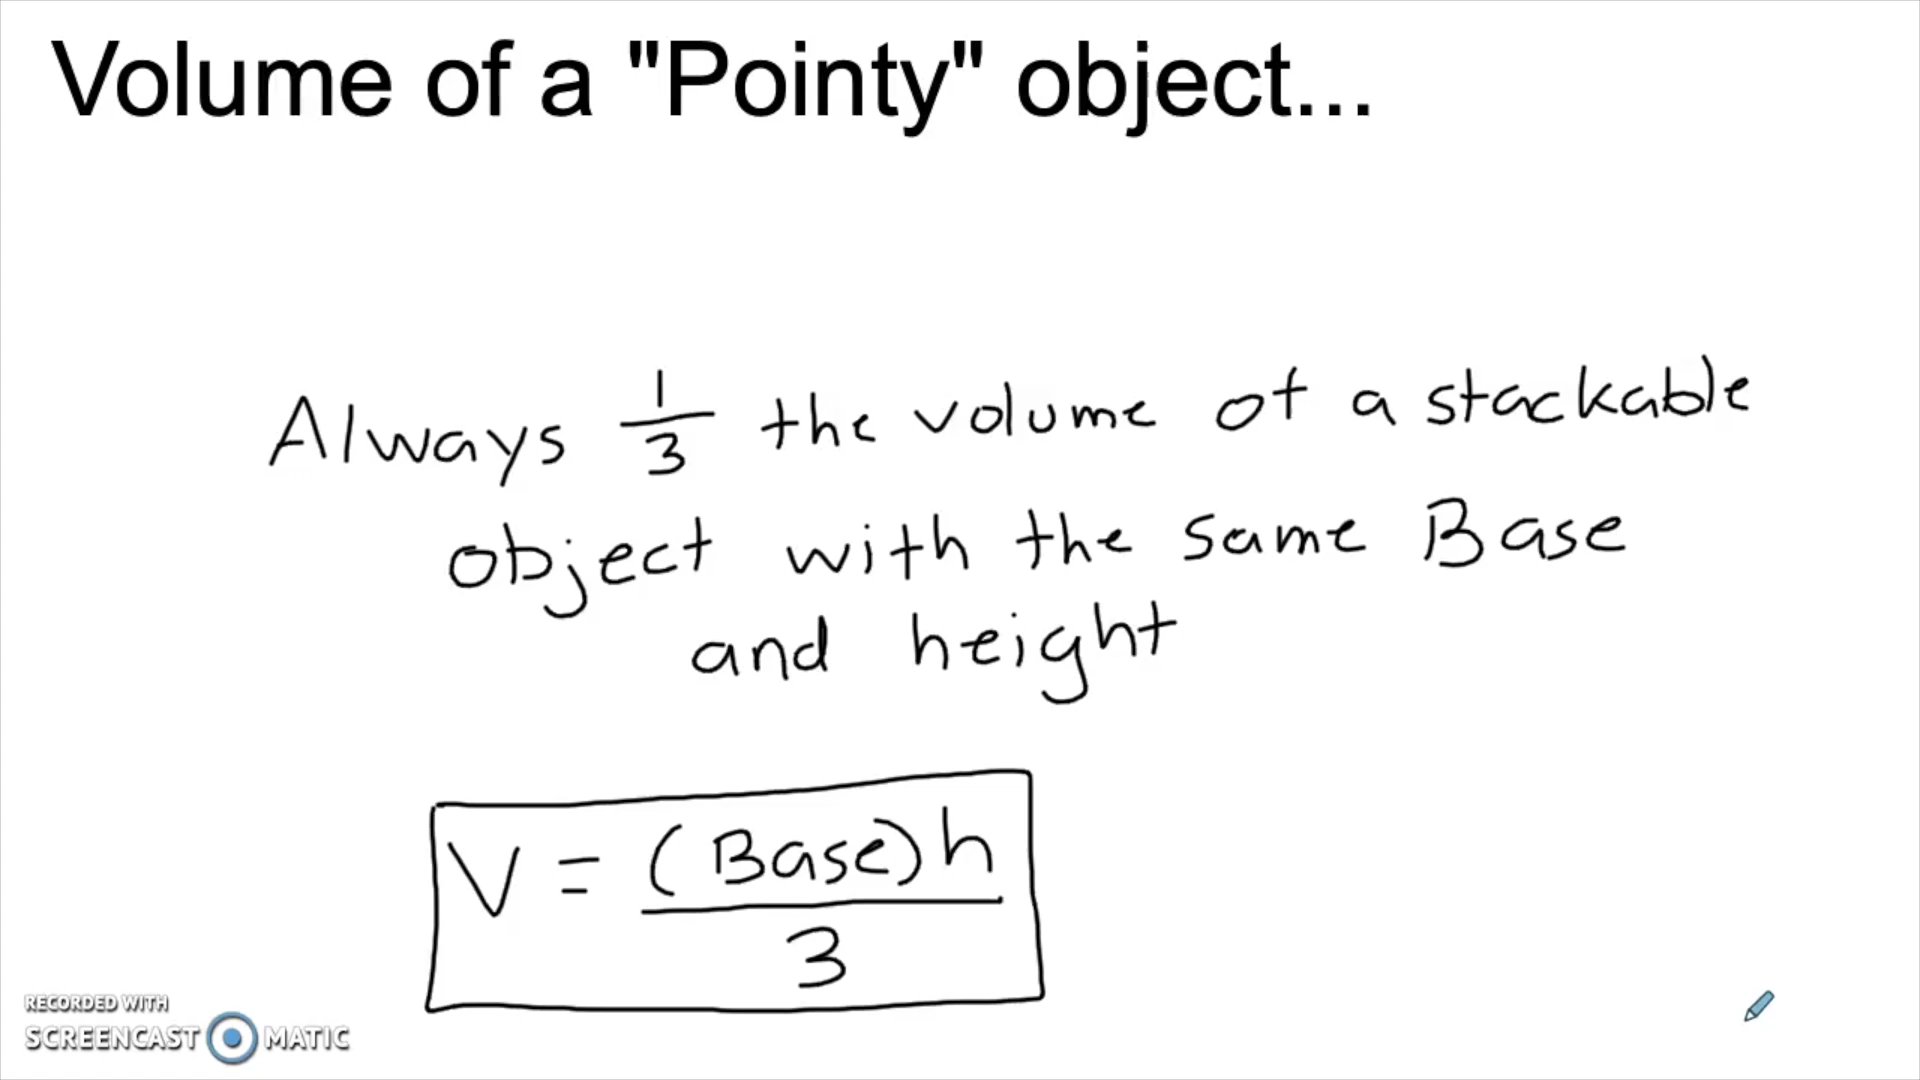 Volume of a "Pointy" object...
Always 1/3 the volume of a stackable
object with the same Base
and height
V = (Base)h / 3
RECORDED WITH
SCREENCAST MATIC